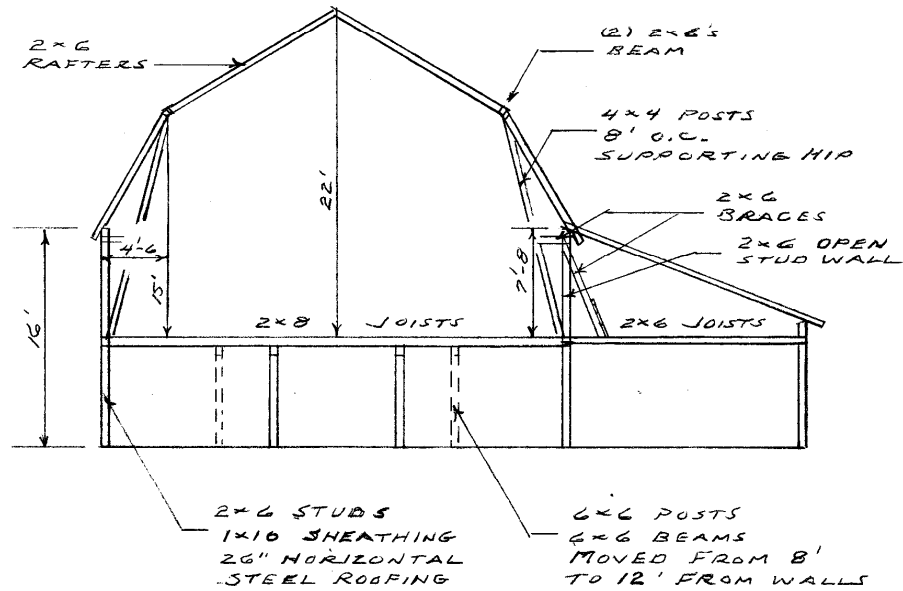 2×6
RAFTERS
(2) 2×6's
BEAM
4×4 POSTS
8' O.C.
SUPPORTING HIP
22'
2×6
BRACES
2×6 OPEN
STUD WALL
4'-6
15'
7'-8
16'
2×8 JOISTS
2×6 JOISTS
2×6 STUDS
1×10 SHEATHING
26" HORIZONTAL
STEEL ROOFING
6×6 POSTS
6×6 BEAMS
MOVED FROM 8'
TO 12' FROM WALLS